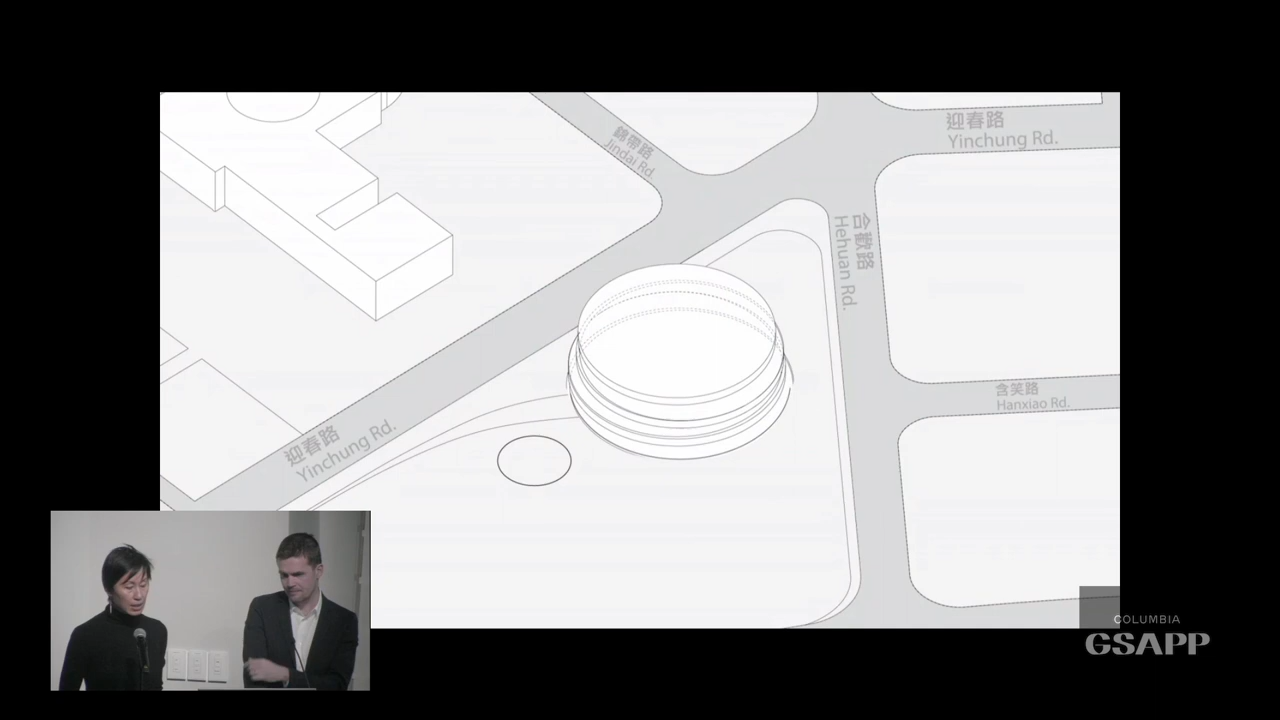 錦帶路
Jindai Rd.
迎春路
Yinchung Rd.
合歡路
Hehuan Rd.
含笑路
Hanxiao Rd.
迎春路
Yinchung Rd.
COLUMBIA
GSAPP